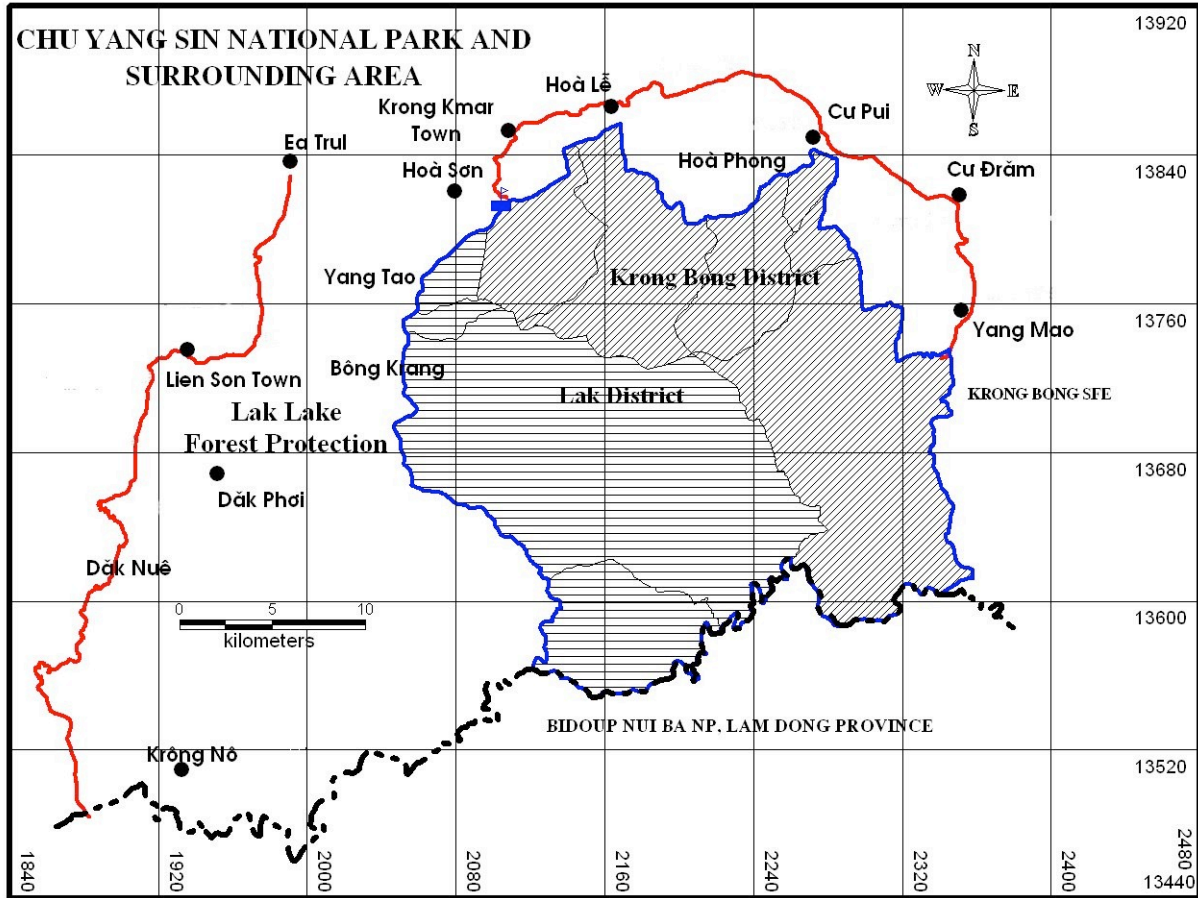 CHU YANG SIN NATIONAL PARK AND
SURROUNDING AREA
13920
N
W
E
S
Hoà Lễ
Krong Kmar
Town
Cư Pui
Ea Trul
Hoà Sơn
Hoà Phong
Cư Đrăm
13840
Yang Tao
Krong Bong District
13760
Yang Mao
Lien Son Town
Bông Krang
Lak District
KRONG BONG SFE
Lak Lake
Forest Protection
13680
Dăk Phơi
Dăk Nuê
0 5 10
kilometers
13600
BIDOUP NUI BA NP. LAM DONG PROVINCE
Krông Nô
13520
1840
1920
2000
2080
2160
2240
2320
2400
2480
13440